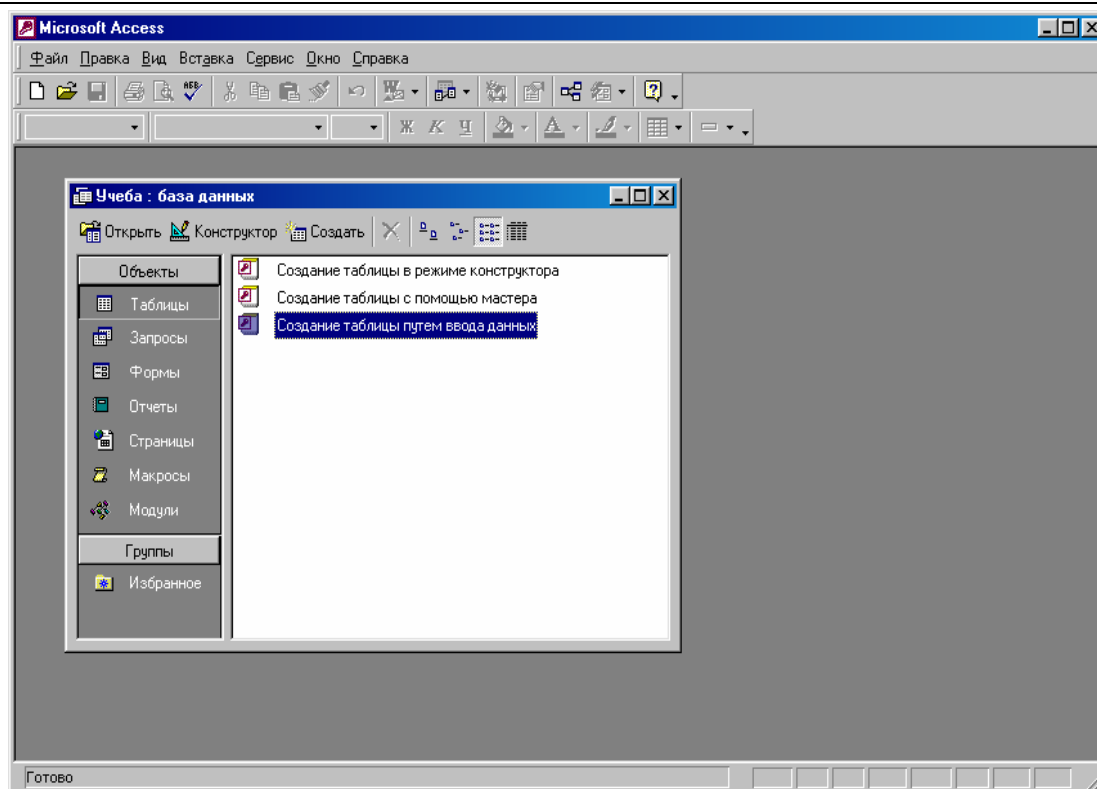 Microsoft Access
Файл Правка Вид Вставка Сервис Окно Справка
Ж К Ч
Учеба : база данных
Открыть Конструктор Создать
Объекты
Таблицы
Запросы
Формы
Отчеты
Страницы
Макросы
Модули
Группы
Избранное
Создание таблицы в режиме конструктора
Создание таблицы с помощью мастера
Создание таблицы путем ввода данных
Готово